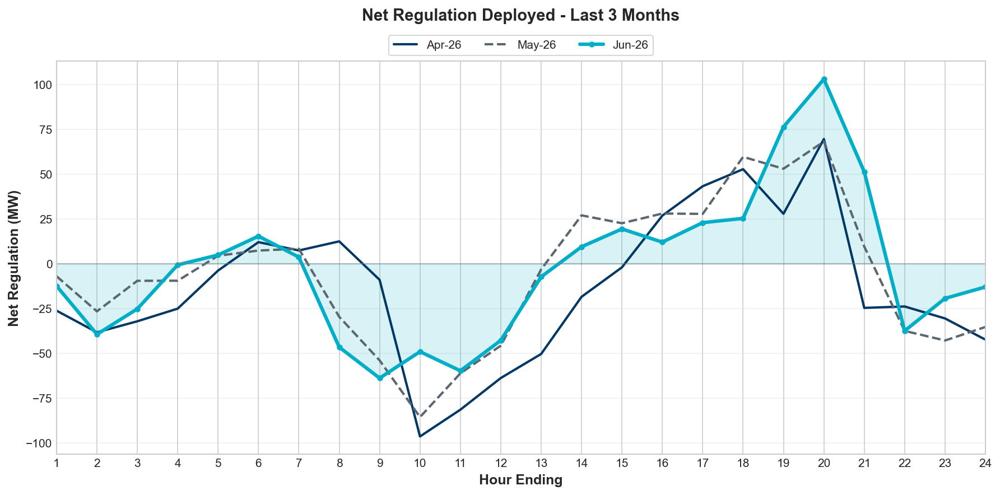 Net Regulation Deployed - Last 3 Months
Apr-26 May-26 Jun-26
Net Regulation (MW)
100
75
50
25
0
−25
−50
−75
−100
1 2 3 4 5 6 7 8 9 10 11 12 13 14 15 16 17 18 19 20 21 22 23 24
Hour Ending